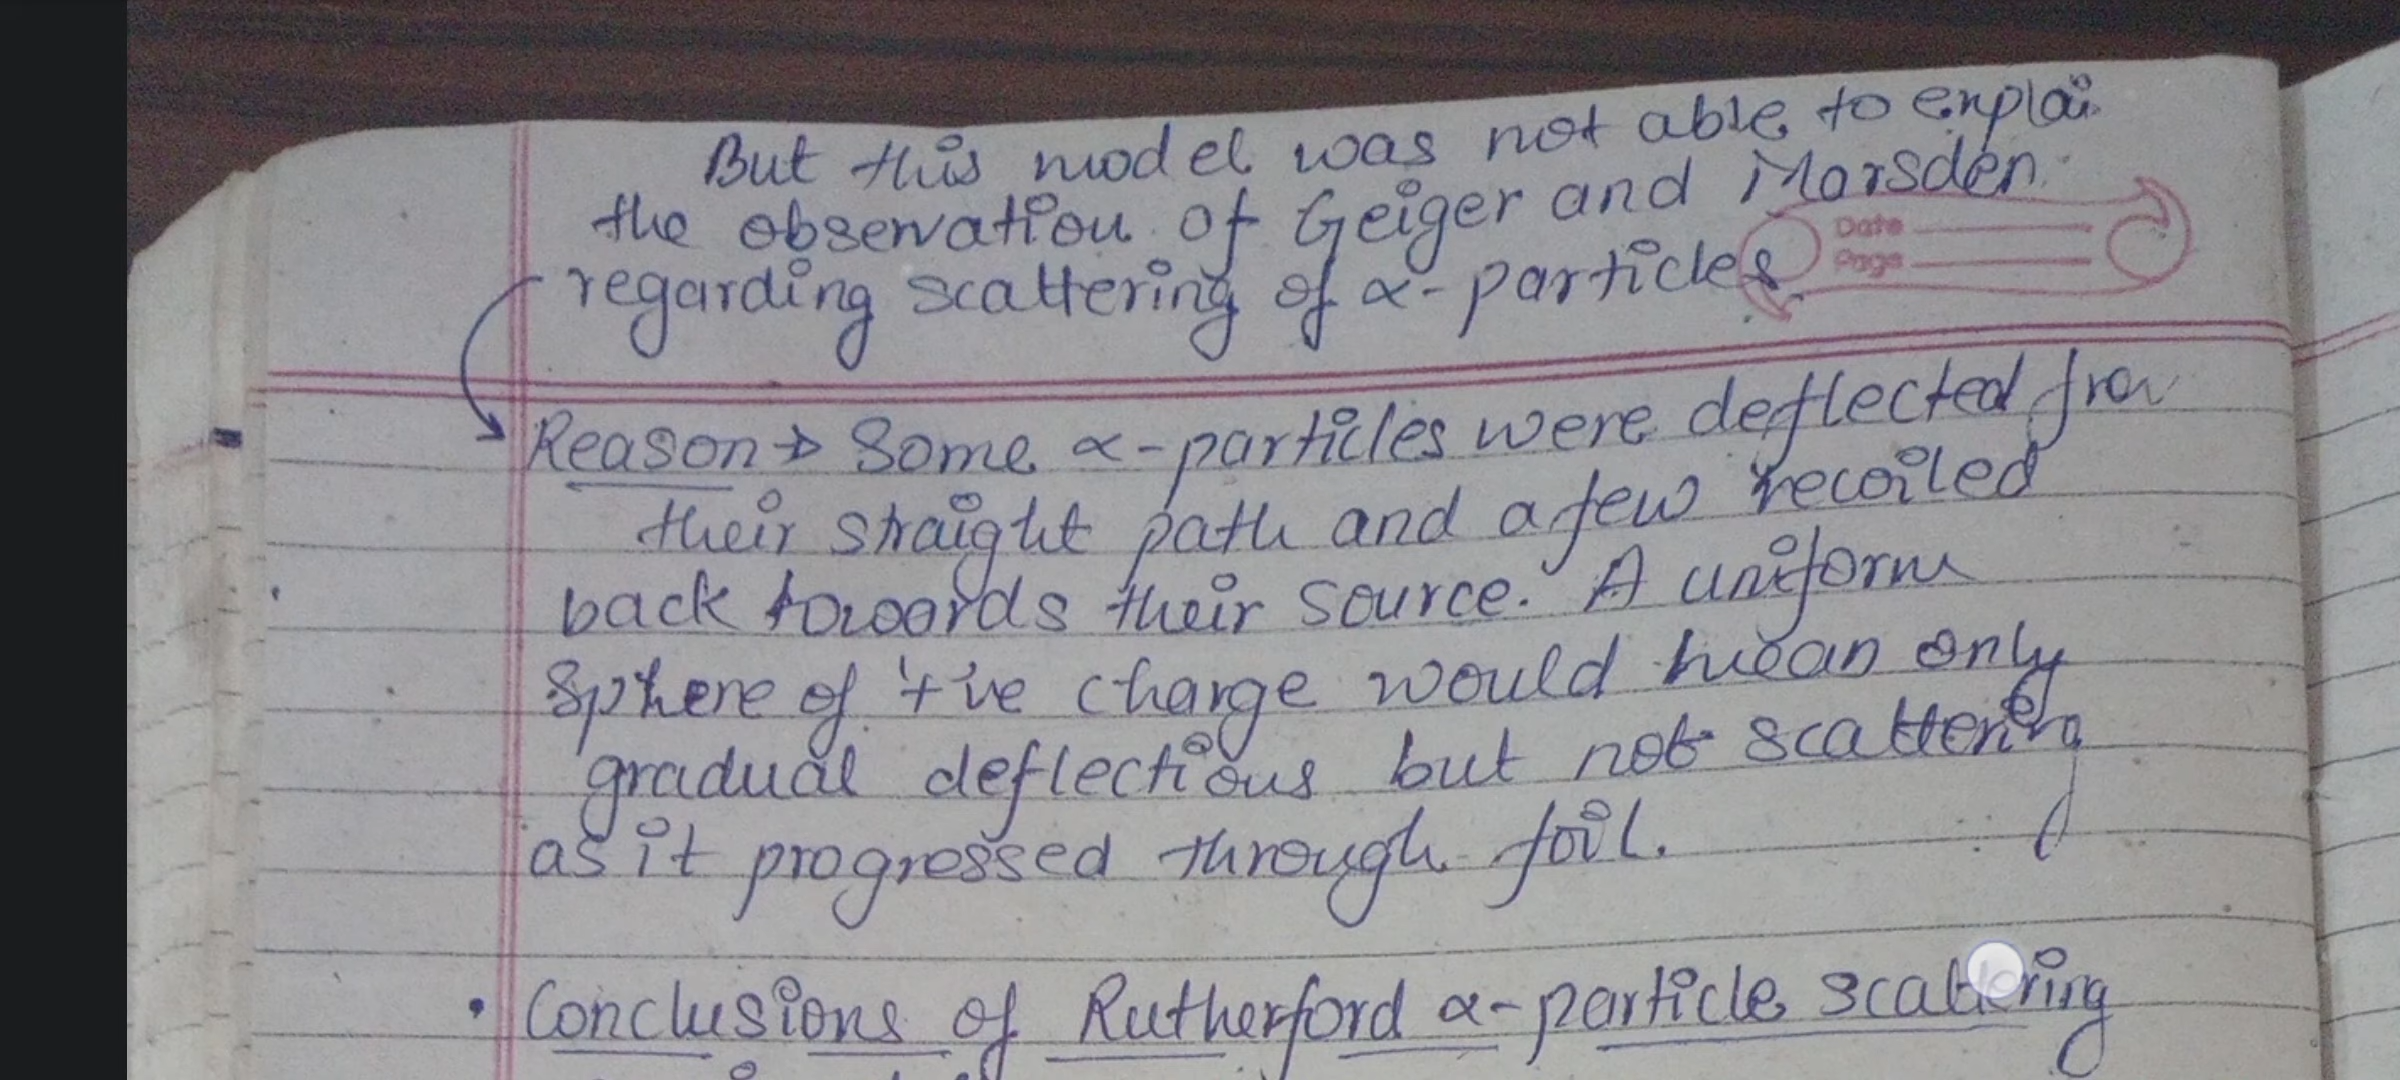 But this model was not able to explai
the observation of Geiger and Marsden
Date
Page
regarding scattering of α-particles
Reason → Some α-particles were deflected from
their straight path and a few recoiled
back towards their source. A uniform
Sphere of '+'ve charge would mean only
gradual deflections but not scattering
as it progressed through foil.
• Conclusions of Rutherford α-particle scattering